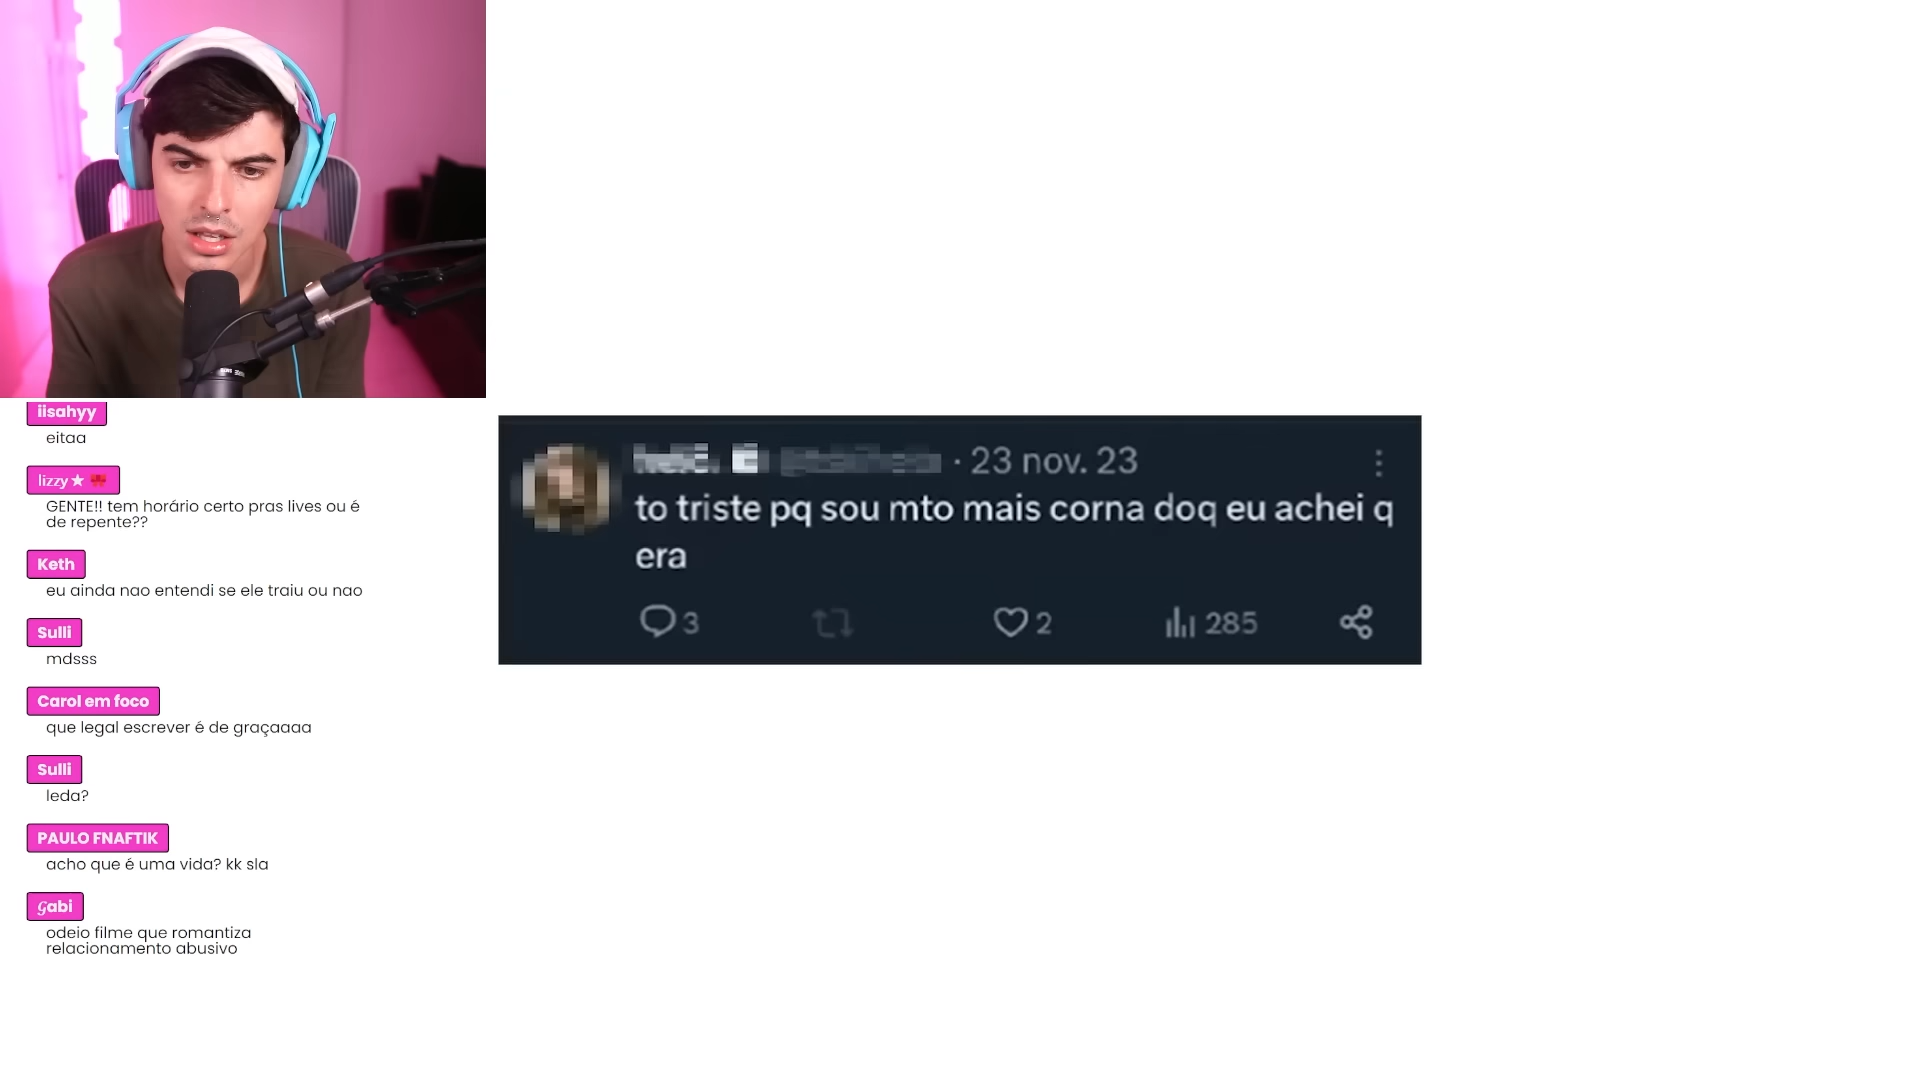 iisahyy
eitaa
lizzy
GENTE!! tem horário certo pras lives ou é
de repente??
Keth
eu ainda nao entendi se ele traiu ou nao
Sulli
mdsss
Carol em foco
que legal escrever é de graçaaaa
Sulli
leda?
PAULO FNAFTIK
acho que é uma vida? kk sla
Gabi
odeio filme que romantiza
relacionamento abusivo
· 23 nov. 23
to triste pq sou mto mais corna doq eu achei q
era
3 2 285